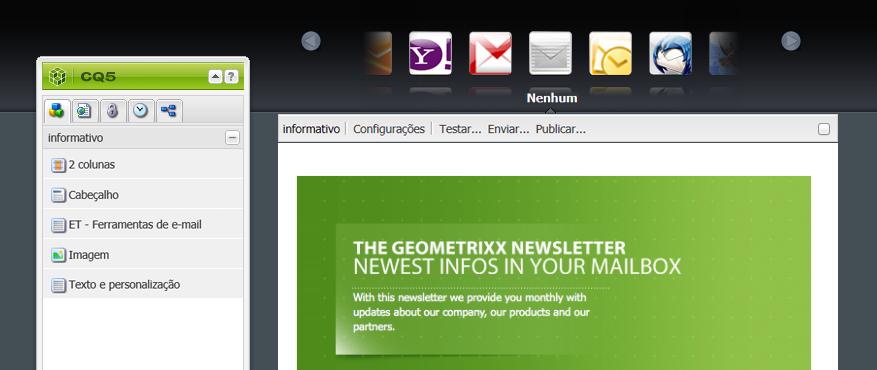 Nenhum
CQ5
?
informativo
2 colunas
Cabeçalho
ET - Ferramentas de e-mail
Imagem
Texto e personalização
informativo
Configurações
Testar...
Enviar...
Publicar...
THE GEOMETRIXX NEWSLETTER
NEWEST INFOS IN YOUR MAILBOX
With this newsletter we provide you monthly with
updates about our company, our products and our
partners.